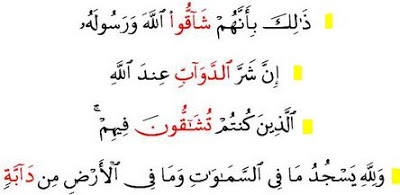 ذَٰلِكَ بِأَنَّهُمْ شَآقُّوا۟ ٱللَّهَ وَرَسُولَهُۥ
إِنَّ شَرَّ ٱلدَّوَآبِّ عِندَ ٱللَّهِ
ٱلَّذِينَ كُنتُمْ تُشَـٰٓقُّونَ فِيهِمْ ۚ
وَلِلَّهِ يَسْجُدُ مَا فِى ٱلسَّمَـٰوَٰتِ وَمَا فِى ٱلْأَرْضِ مِن دَآبَّةٍ